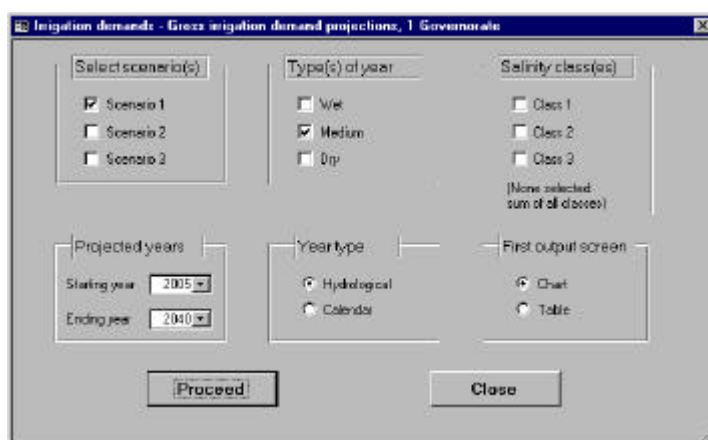 Irrigation demands - Gross irrigation demand projections, 1 Governorate
Select scenario(s)
Scenario 1
Scenario 2
Scenario 3
Type(s) of year
Wet
Medium
Dry
Salinity class(es)
Class 1
Class 2
Class 3
(None selected:
sum of all classes)
Projected years
Starting year 2005
Ending year 2040
Year type
Hydrological
Calendar
First output screen
Chart
Table
Proceed
Close